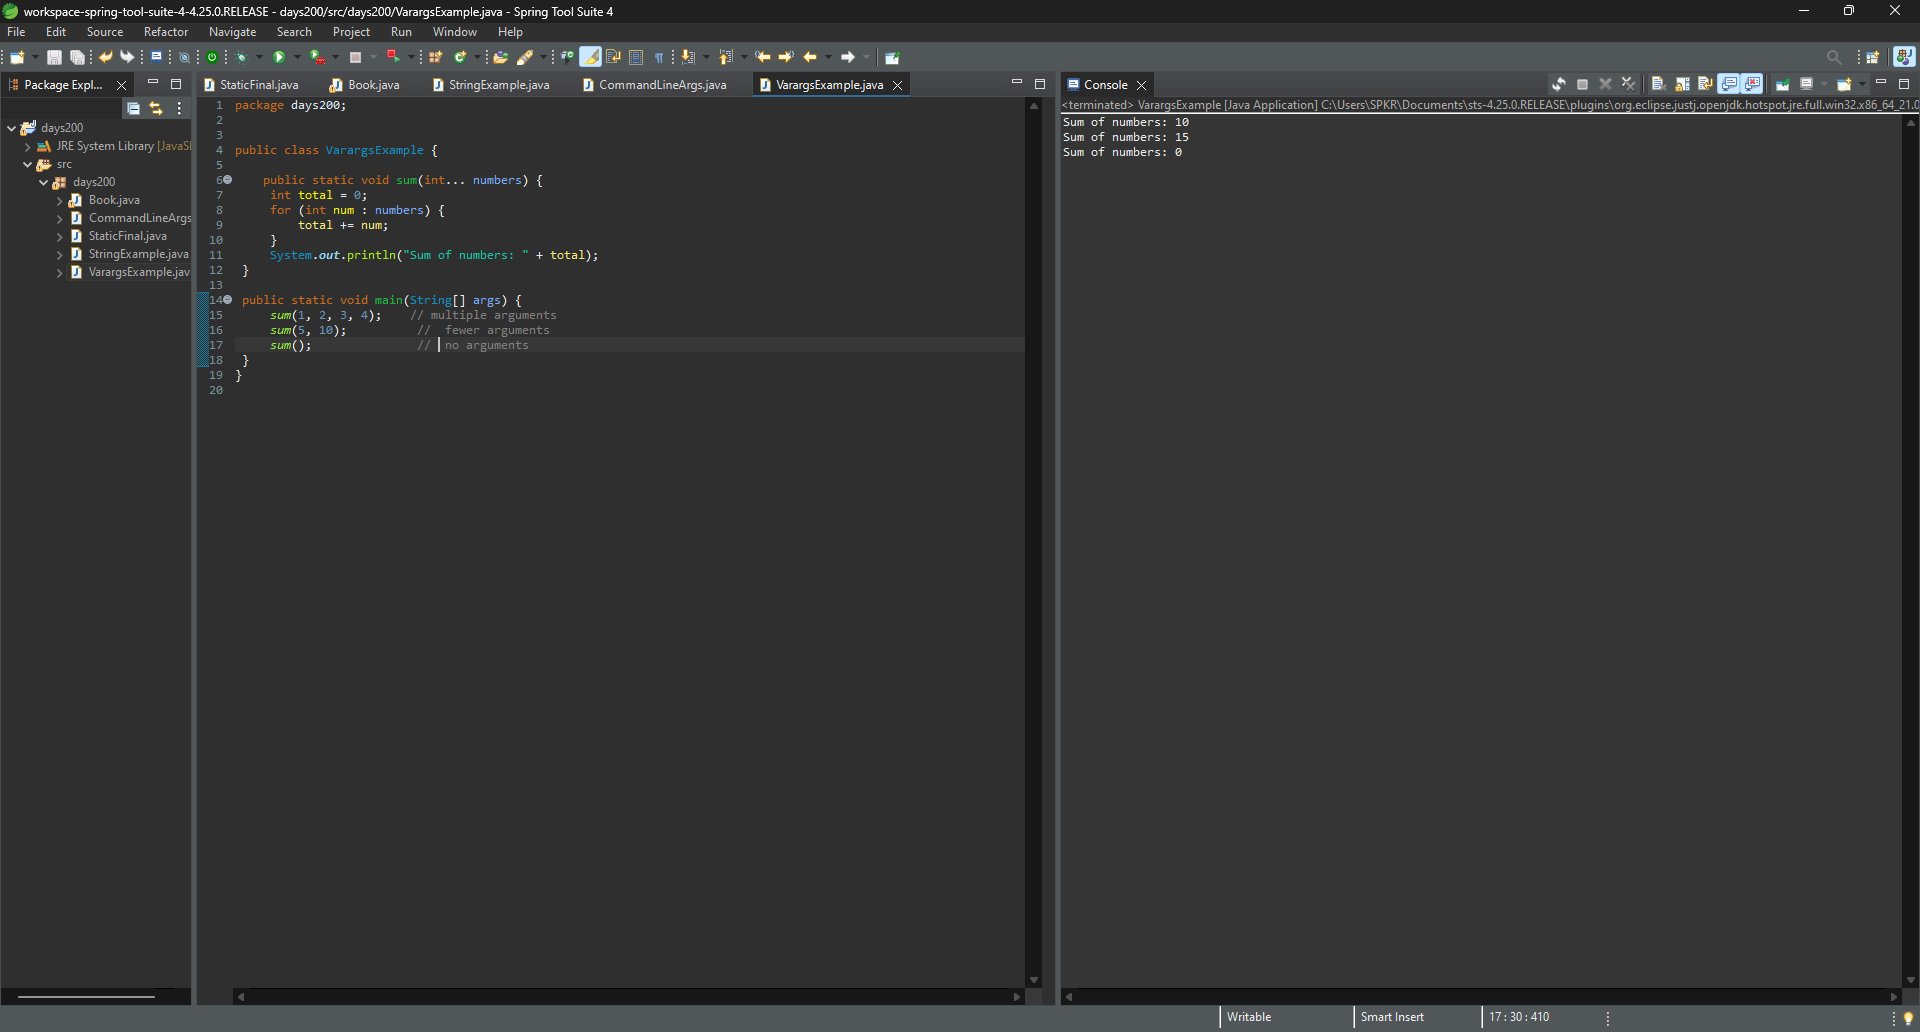 workspace-spring-tool-suite-4-4.25.0.RELEASE - days200/src/days200/VarargsExample.java - Spring Tool Suite 4
File Edit Source Refactor Navigate Search Project Run Window Help
Package Expl...
days200
JRE System Library [JavaS
src
days200
Book.java
CommandLineArgs
StaticFinal.java
StringExample.java
VarargsExample.jav
StaticFinal.java Book.java StringExample.java CommandLineArgs.java VarargsExample.java
1 package days200;
2
3
4 public class VarargsExample {
5
6 public static void sum(int... numbers) {
7 int total = 0;
8 for (int num : numbers) {
9 total += num;
10 }
11 System.out.println("Sum of numbers: " + total);
12 }
13
14 public static void main(String[] args) {
15 sum(1, 2, 3, 4); // multiple arguments
16 sum(5, 10); // fewer arguments
17 sum(); // no arguments
18 }
19 }
20
Console
<terminated> VarargsExample [Java Application] C:\Users\SPKR\Documents\sts-4.25.0.RELEASE\plugins\org.eclipse.justj.openjdk.hotspot.jre.full.win32.x86_64_21.0
Sum of numbers: 10
Sum of numbers: 15
Sum of numbers: 0
Writable Smart Insert 17 : 30 : 410